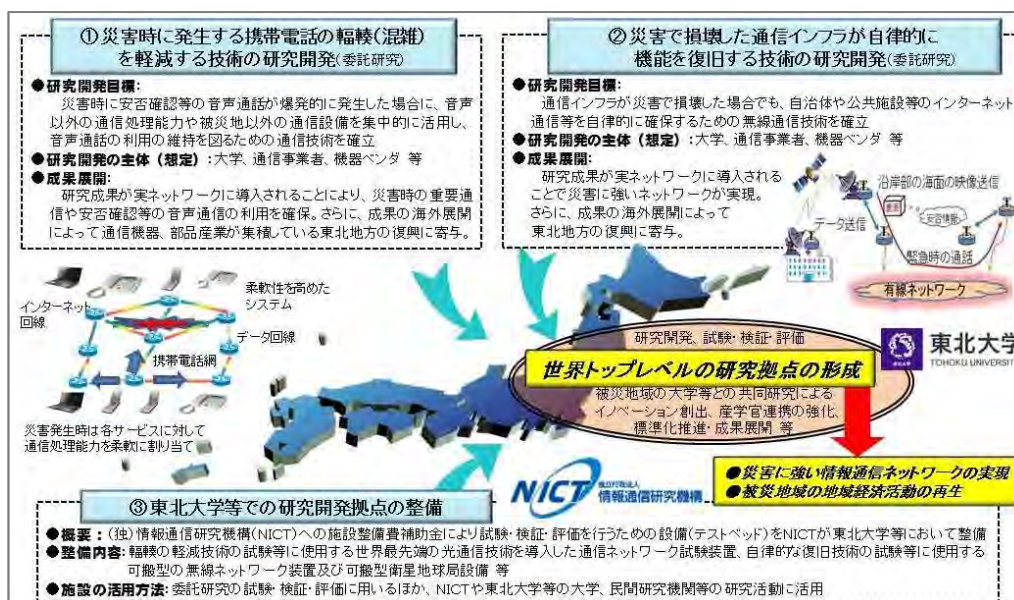 ①災害時に発生する携帯電話の輻輳(混雑)
を軽減する技術の研究開発(委託研究)
●研究開発目標:
災害時に安否確認等の音声通話が爆発的に発生した場合に、音声
以外の通信処理能力や被災地以外の通信設備を集中的に活用し、
音声通話の利用の維持を図るための通信技術を確立
●研究開発の主体(想定):大学、通信事業者、機器ベンダ 等
●成果展開:
研究成果が実ネットワークに導入されることにより、災害時の重要通
信や安否確認等の音声通信の利用を確保。さらに、成果の海外展開
によって通信機器、部品産業が集積している東北地方の復興に寄与。
②災害で損壊した通信インフラが自律的に
機能を復旧する技術の研究開発(委託研究)
●研究開発目標:
通信インフラが災害で損壊した場合でも、自治体や公共施設等のインターネット
通信等を自律的に確保するための無線通信技術を確立
●研究開発の主体(想定):大学、通信事業者、機器ベンダ 等
●成果展開:
研究成果が実ネットワークに導入される
ことで災害に強いネットワークが実現。
さらに、成果の海外展開によって
東北地方の復興に寄与。
沿岸部の海面の映像送信
データ送信
安否情報
緊急時の通話
有線ネットワーク
インターネット
回線
柔軟性を高めた
システム
データ回線
携帯電話網
災害発生時は各サービスに対して
通信処理能力を柔軟に割り当て
研究開発、試験・検証・評価
世界トップレベルの研究拠点の形成
被災地域の大学等との共同研究による
イノベーション創出、産学官連携の強化、
標準化推進・成果展開 等
東北大学
TOHOKU UNIVERSITY
●災害に強い情報通信ネットワークの実現
●被災地域の地域経済活動の再生
NICT
独立行政法人
情報通信研究機構
③東北大学等での研究開発拠点の整備
●概要:(独)情報通信研究機構(NICT)への施設整備費補助金により試験・検証・評価を行うための設備(テストベッド)をNICTが東北大学等において整備
●整備内容:輻輳の軽減技術の試験等に使用する世界最先端の光通信技術を導入した通信ネットワーク試験装置、自律的な復旧技術の試験等に使用する
可搬型の無線ネットワーク装置及び可搬型衛星地球局設備 等
●施設の活用方法:委託研究の試験・検証・評価に用いるほか、NICTや東北大学等の大学、民間研究機関等の研究活動に活用